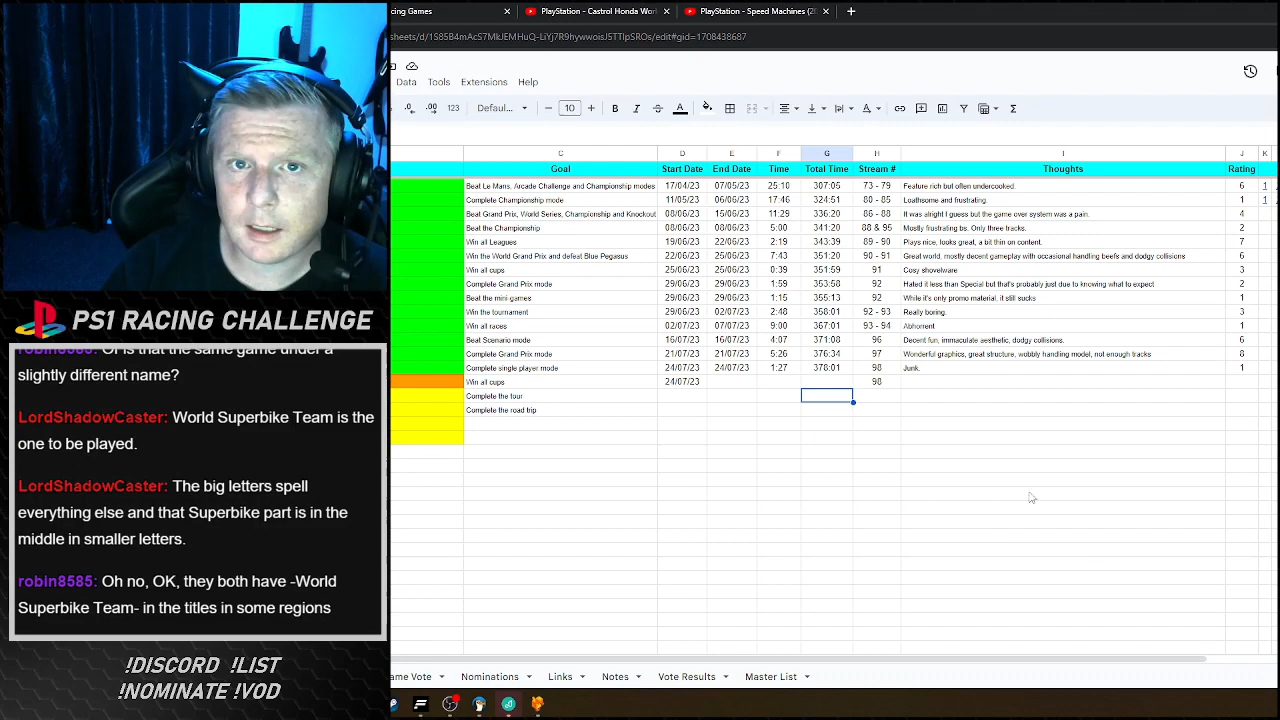 cing Games
PlayStation - Castrol Honda Worl
PlayStation - Speed Machines (2
sheets/d/1S85B4mAcS7MkJEMHuQ-LiYj7R9hywwoisJ5TTlpSROs/edit#gid=1708438687
Data Tools Extensions Help
.0 .00 123 Defaul... 10 B I A
C D E F G H I J K
Goal Start Date End Date Time Total Time Stream # Thoughts Rating
Beat Le Mans, Arcade Challenge and Championship modes 17/04/23 07/05/23 25:10 307:05 73 - 79 Feature rich but often undercooked. 6 1
Complete Championship mode 11/05/23 06/06/23 17:46 324:51 80 - 85 Loathsome and frustrating. 1 1
Beat Grand Prix, World Series, Championship and Knockout 08/06/23 15/06/23 11:29 336:20 86 - 88 It was alright I guess but the game over system was a pain. 4
Beat the Championship 08/06/23 08/06/23 5:00 341:20 88 & 95 Mostly frustrating bs. Only three tracks. 2
Win all Leagues 19/06/23 22/06/23 2:19 343:39 89 - 90 Plays nice, looks great, a bit thin on content. 7
Win the World Grand Prix and defeat Blue Pegasus 22/06/23 25/06/23 7:43 351:20 90 - 91 Great world, mostly decent gameplay with occasional handling beefs and dodgy collisions 6
Win all cups 25/06/23 25/06/23 0:39 351:59 91 Cosy shovelware 3
Complete Grand Prix mode 29/06/23 29/06/23 1:59 353:58 92 Hated it less than Special but that's probably just due to knowing what to expect 2
Beat the mini-games 29/06/23 29/06/23 1:15 355:13 92 While it's only promo material, it still sucks 1
Win the tournament 29/06/23 02/07/23 2:48 358:01 92 - 93 Really boring. 3
Win all races 02/07/23 02/07/23 9:00 367:01 93 - 94 Abhorrent 1
Beat Scenario mode 16/07/23 16/07/23 4:07 371:08 96 Decent fun, immaculate aesthetic, dodgy collisions. 6
Complete Grand Prix mode 21/07/23 21/07/23 5:26 376:34 97 Wonderful graphics, great structure, wobbly handling model, not enough tracks 8
Complete single player mode 24/07/23 24/07/23 1:27 378:01 98 Junk. 1
Win all cups 24/07/23 98
Complete the tour
Complete the road trip
PS1 RACING CHALLENGE
robin8585: Or is that the same game under a
slightly different name?
LordShadowCaster: World Superbike Team is the
one to be played.
LordShadowCaster: The big letters spell
everything else and that Superbike part is in the
middle in smaller letters.
robin8585: Oh no, OK, they both have -World
Superbike Team- in the titles in some regions
!DISCORD !LIST
!NOMINATE !VOD
ame Vote Nominations Links Notes Vote Results Master List